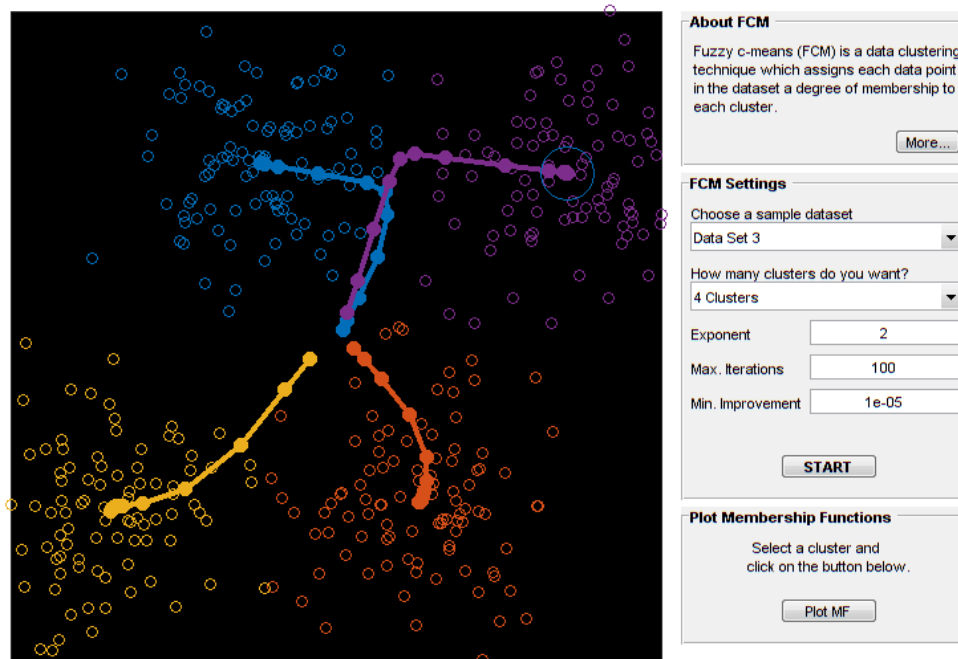 About FCM
Fuzzy c-means (FCM) is a data clustering
technique which assigns each data point
in the dataset a degree of membership to
each cluster.
More...
FCM Settings
Choose a sample dataset
Data Set 3
How many clusters do you want?
4 Clusters
Exponent 2
Max. Iterations 100
Min. Improvement 1e-05
START
Plot Membership Functions
Select a cluster and
click on the button below.
Plot MF